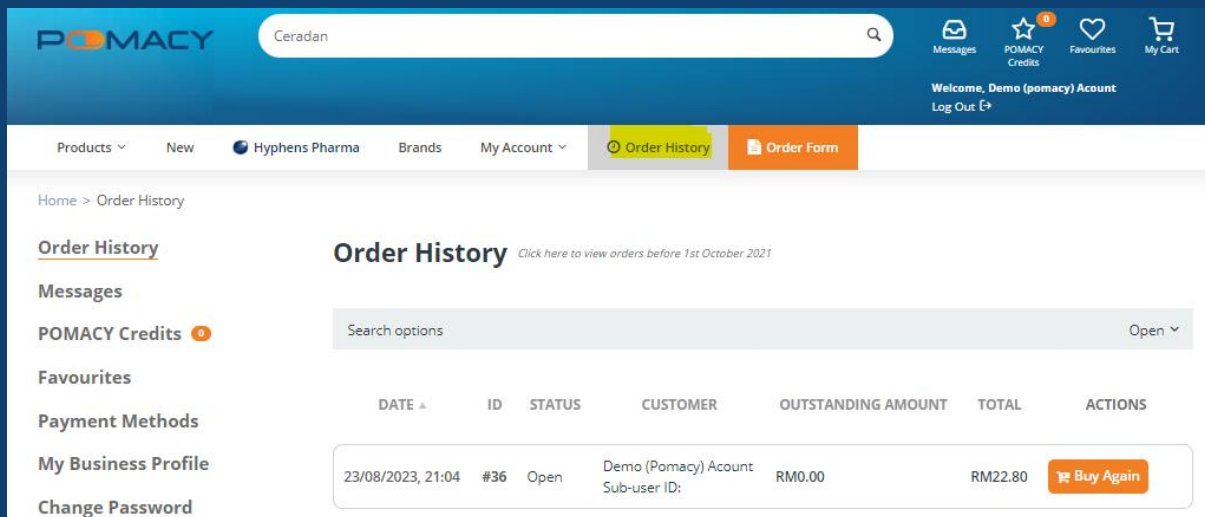 POMACY
Ceradan
Messages
0
POMACY
Credits
Favourites
My Cart
Welcome, Demo (pomacy) Acount
Log Out
Products
New
Hyphens Pharma
Brands
My Account
Order History
Order Form
Home > Order History
Order History
Messages
POMACY Credits 0
Favourites
Payment Methods
My Business Profile
Change Password
Order History Click here to view orders before 1st October 2021
Search options Open
DATE ID STATUS CUSTOMER OUTSTANDING AMOUNT TOTAL ACTIONS
23/08/2023, 21:04 #36 Open Demo (Pomacy) Acount RM0.00 RM22.80 Buy Again
Sub-user ID: